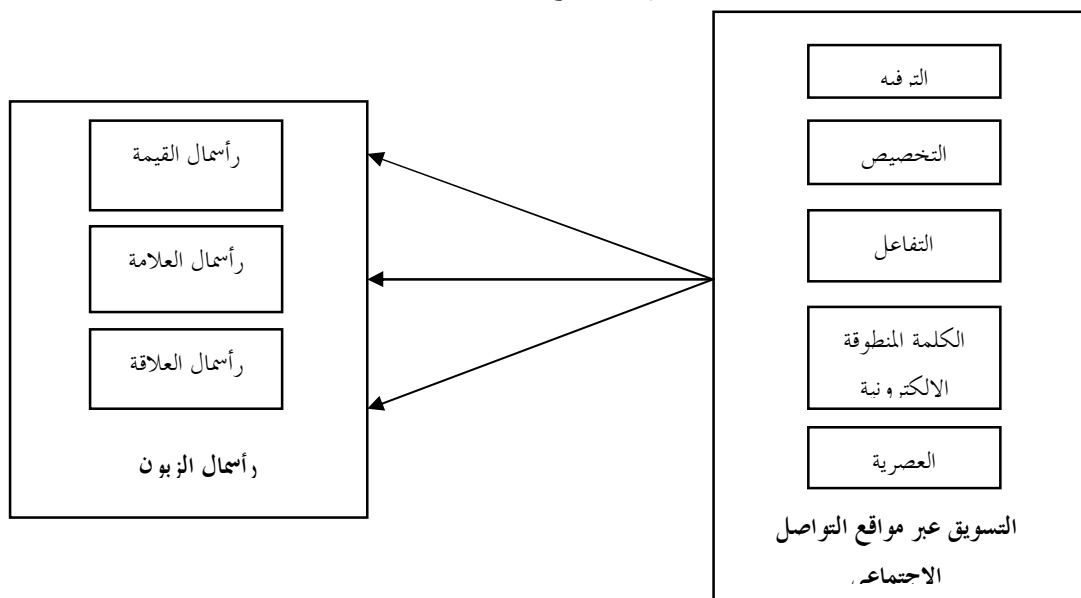 الترفيه
التخصيص
التفاعل
الكلمة المنطوقة
الالكترونية
العصرية
التسويق عبر مواقع التواصل
الاجتماعي
رأسمال القيمة
رأسمال العلامة
رأسمال العلاقة
رأسمال الزبون